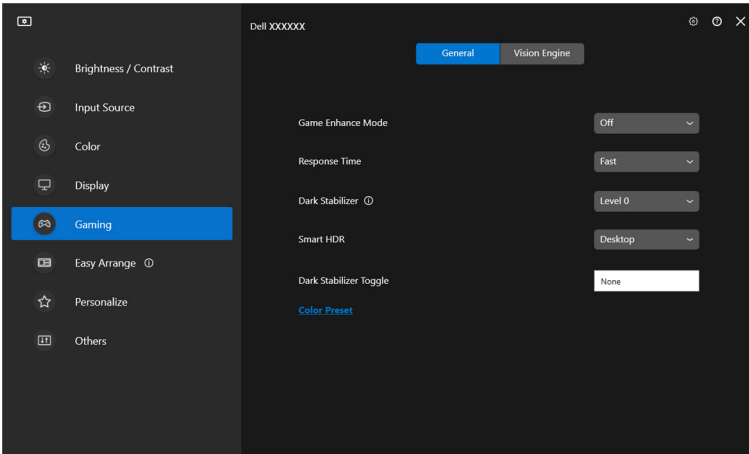 Dell XXXXXX
General
Vision Engine
Brightness / Contrast
Input Source
Color
Display
Gaming
Easy Arrange
Personalize
Others
Game Enhance Mode
Off
Response Time
Fast
Dark Stabilizer
Level 0
Smart HDR
Desktop
Dark Stabilizer Toggle
None
Color Preset